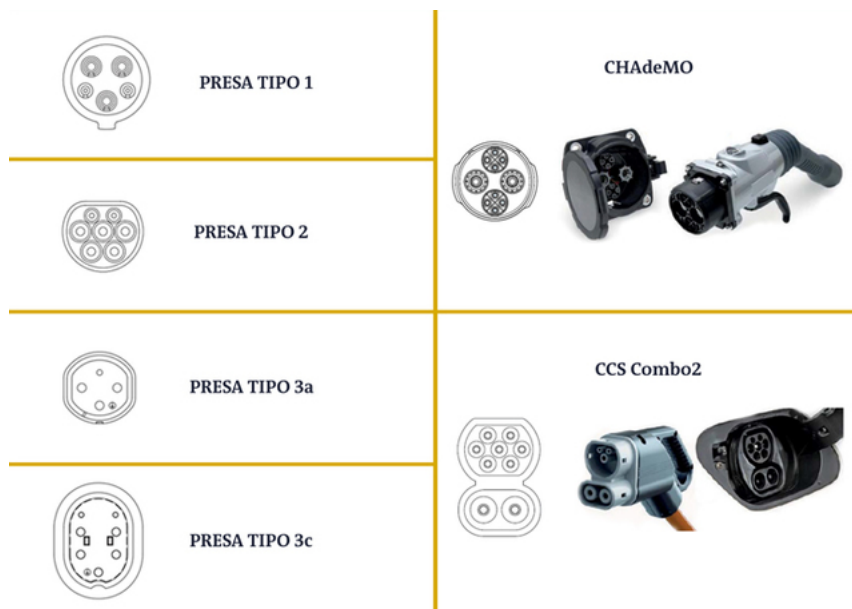 PRESA TIPO 1
PRESA TIPO 2
PRESA TIPO 3a
PRESA TIPO 3c
CHAdeMO
CCS Combo2